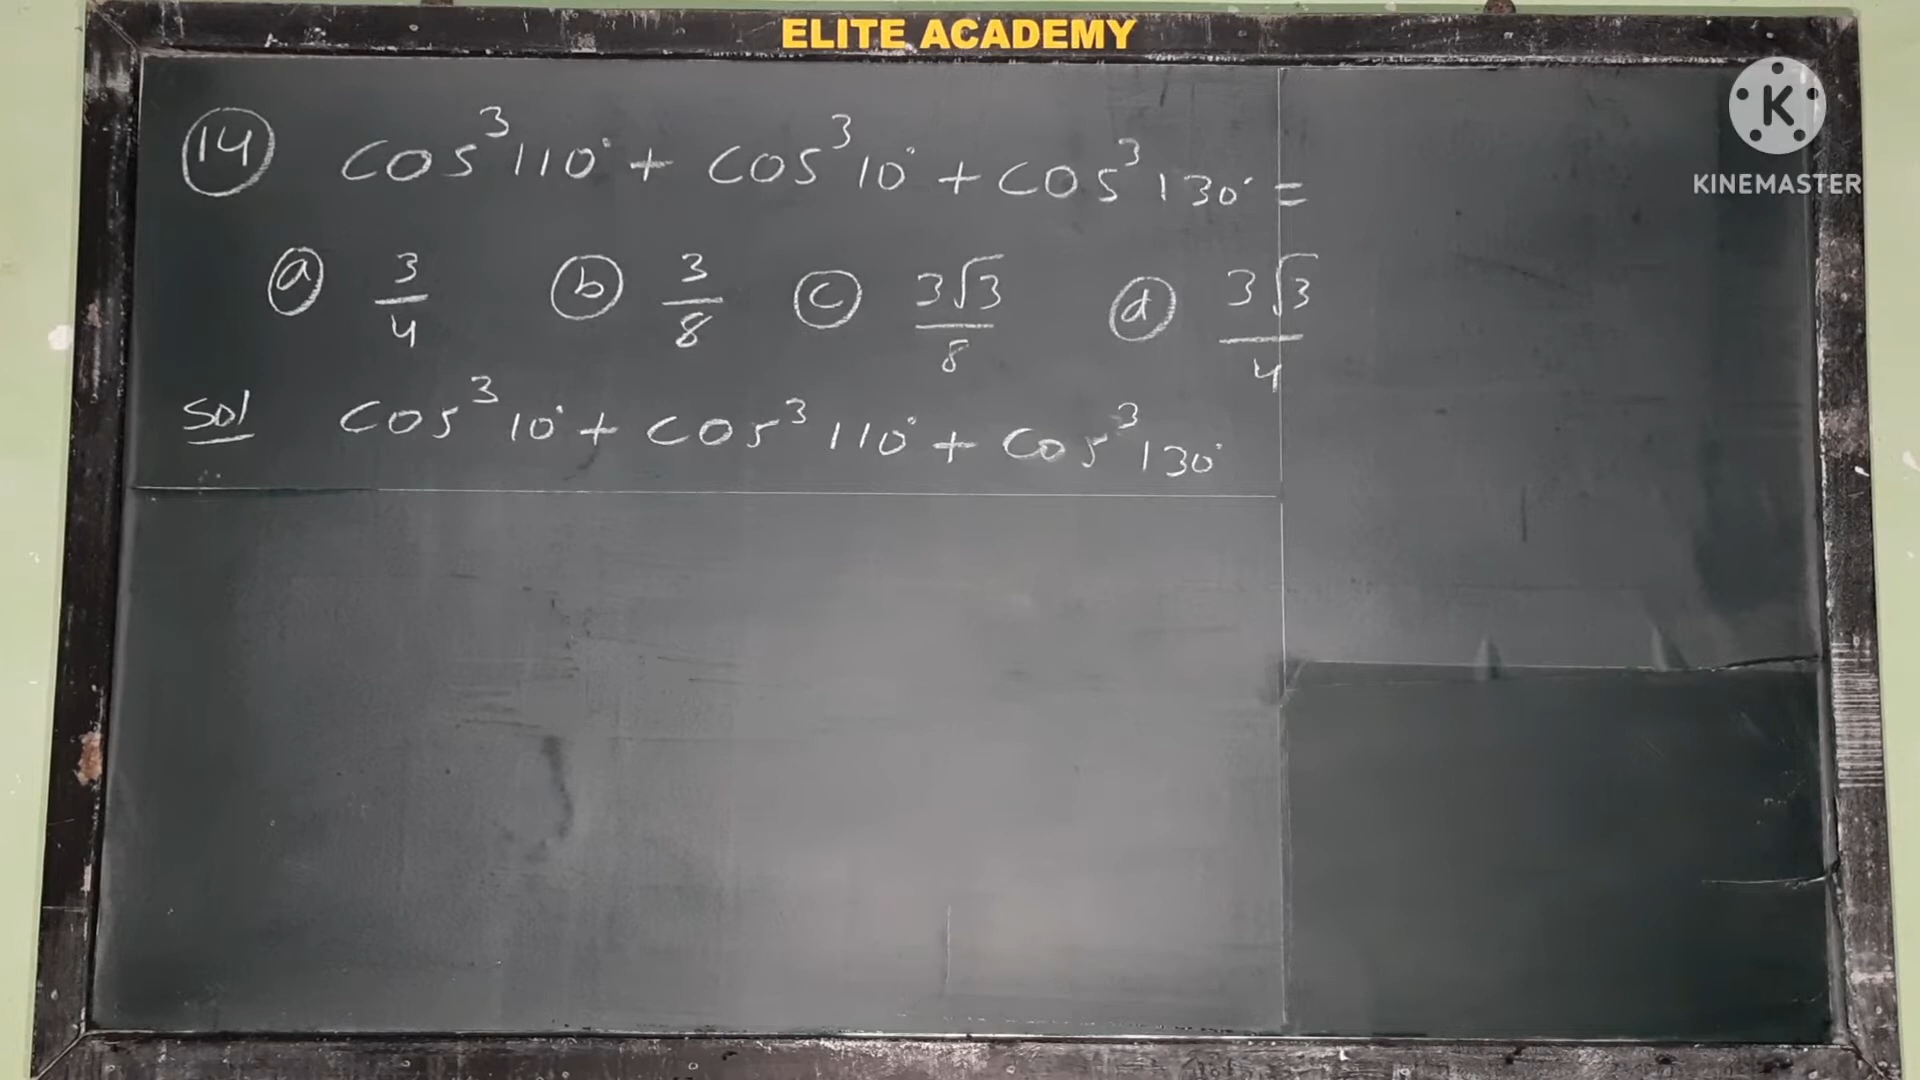 ELITE ACADEMY
KINEMASTER
(14) cos³110° + cos³10° + cos³130° =
(a) 3/4 (b) 3/8 (c) 3√3/8 (d) 3√3/4
Sol cos³10° + cos³110° + cos³130°